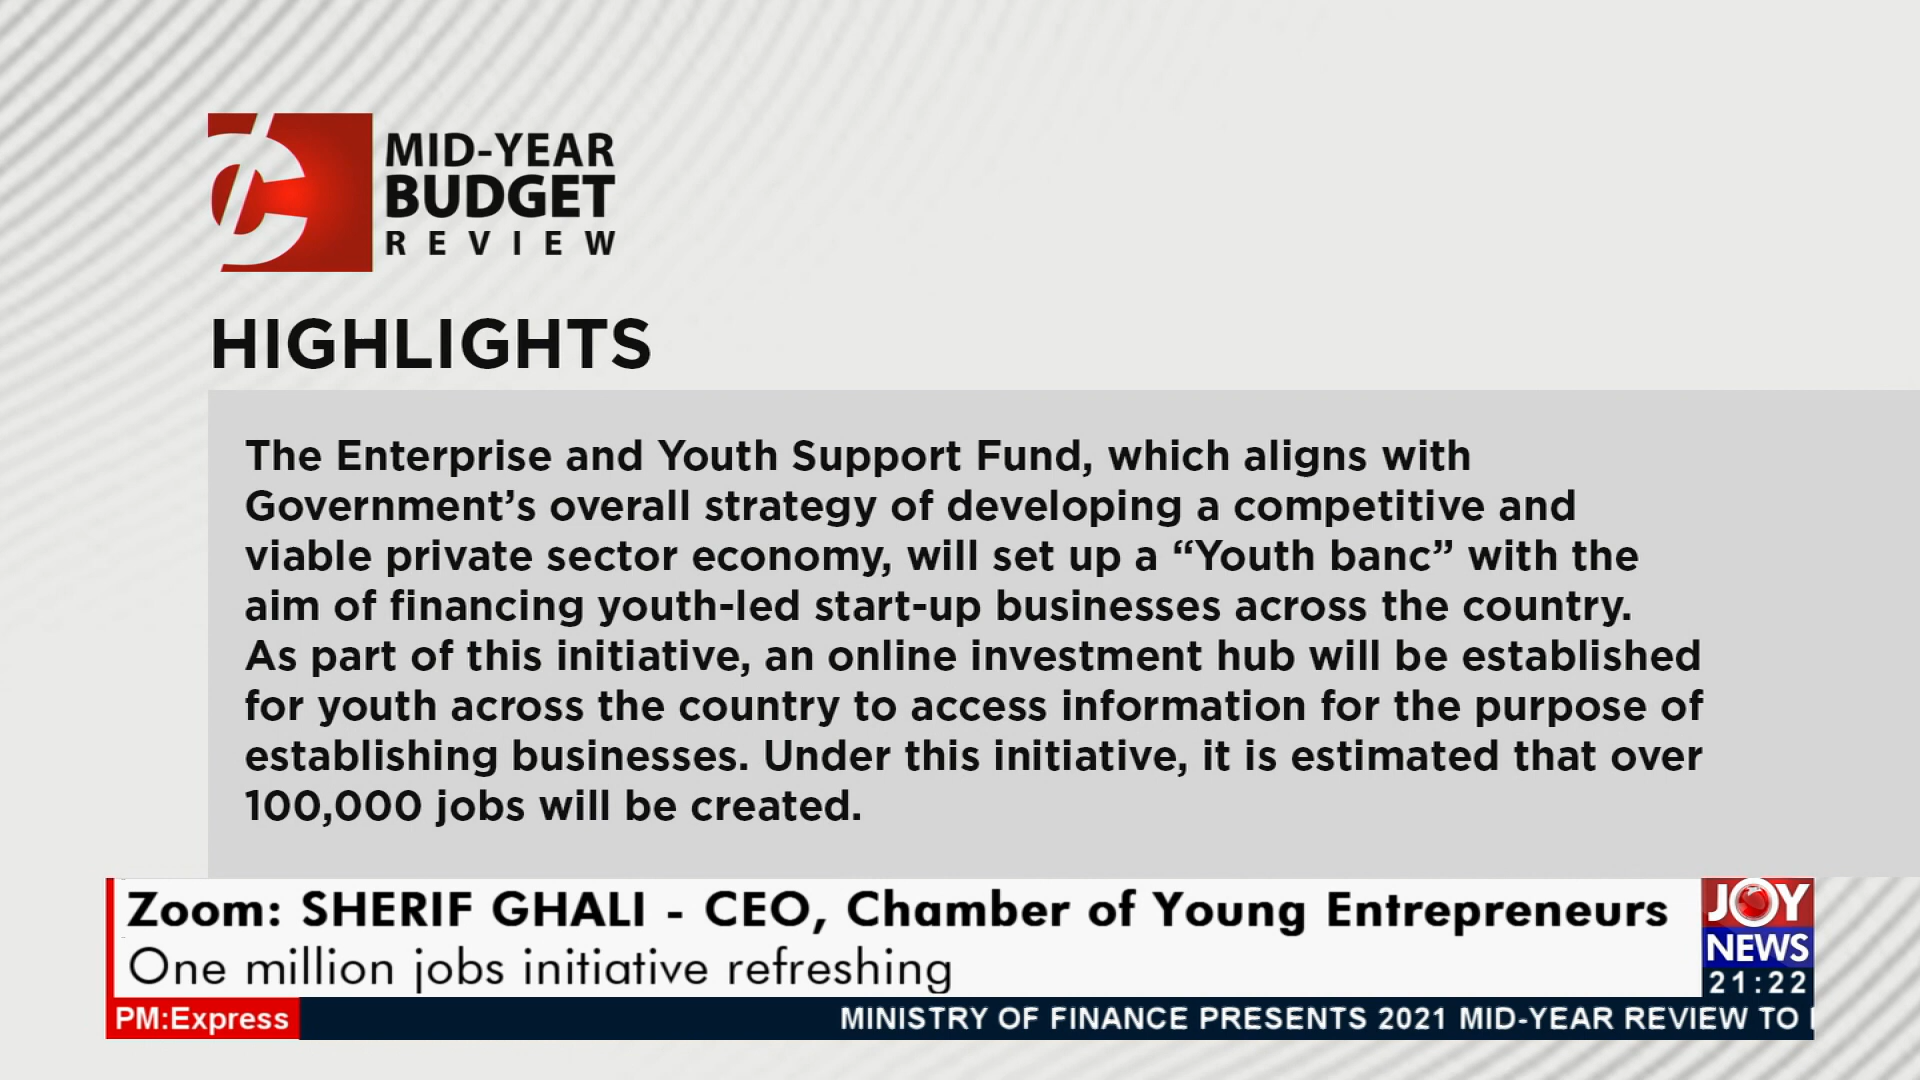 MID-YEAR
BUDGET
REVIEW
HIGHLIGHTS
The Enterprise and Youth Support Fund, which aligns with
Government’s overall strategy of developing a competitive and
viable private sector economy, will set up a “Youth banc” with the
aim of financing youth-led start-up businesses across the country.
As part of this initiative, an online investment hub will be established
for youth across the country to access information for the purpose of
establishing businesses. Under this initiative, it is estimated that over
100,000 jobs will be created.
Zoom: SHERIF GHALI - CEO, Chamber of Young Entrepreneurs
One million jobs initiative refreshing
JOY
NEWS
21:22
PM:Express
MINISTRY OF FINANCE PRESENTS 2021 MID-YEAR REVIEW TO